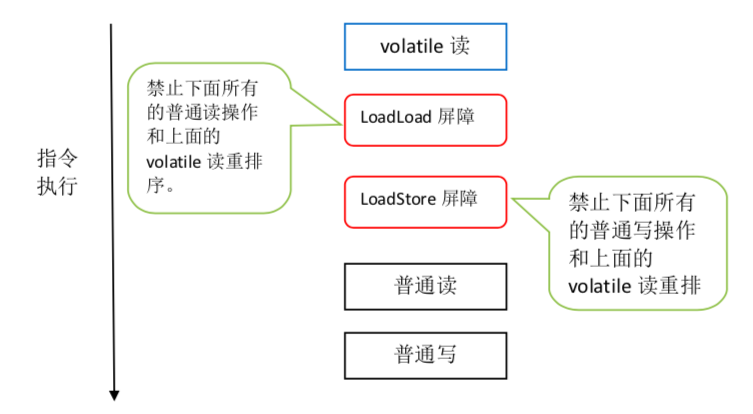 volatile 读
禁止下面所有
的普通读操作
和上面的
volatile 读重排
序。
LoadLoad 屏障
指令
执行
LoadStore 屏障
禁止下面所有
的普通写操作
和上面的
volatile 读重排
普通读
普通写